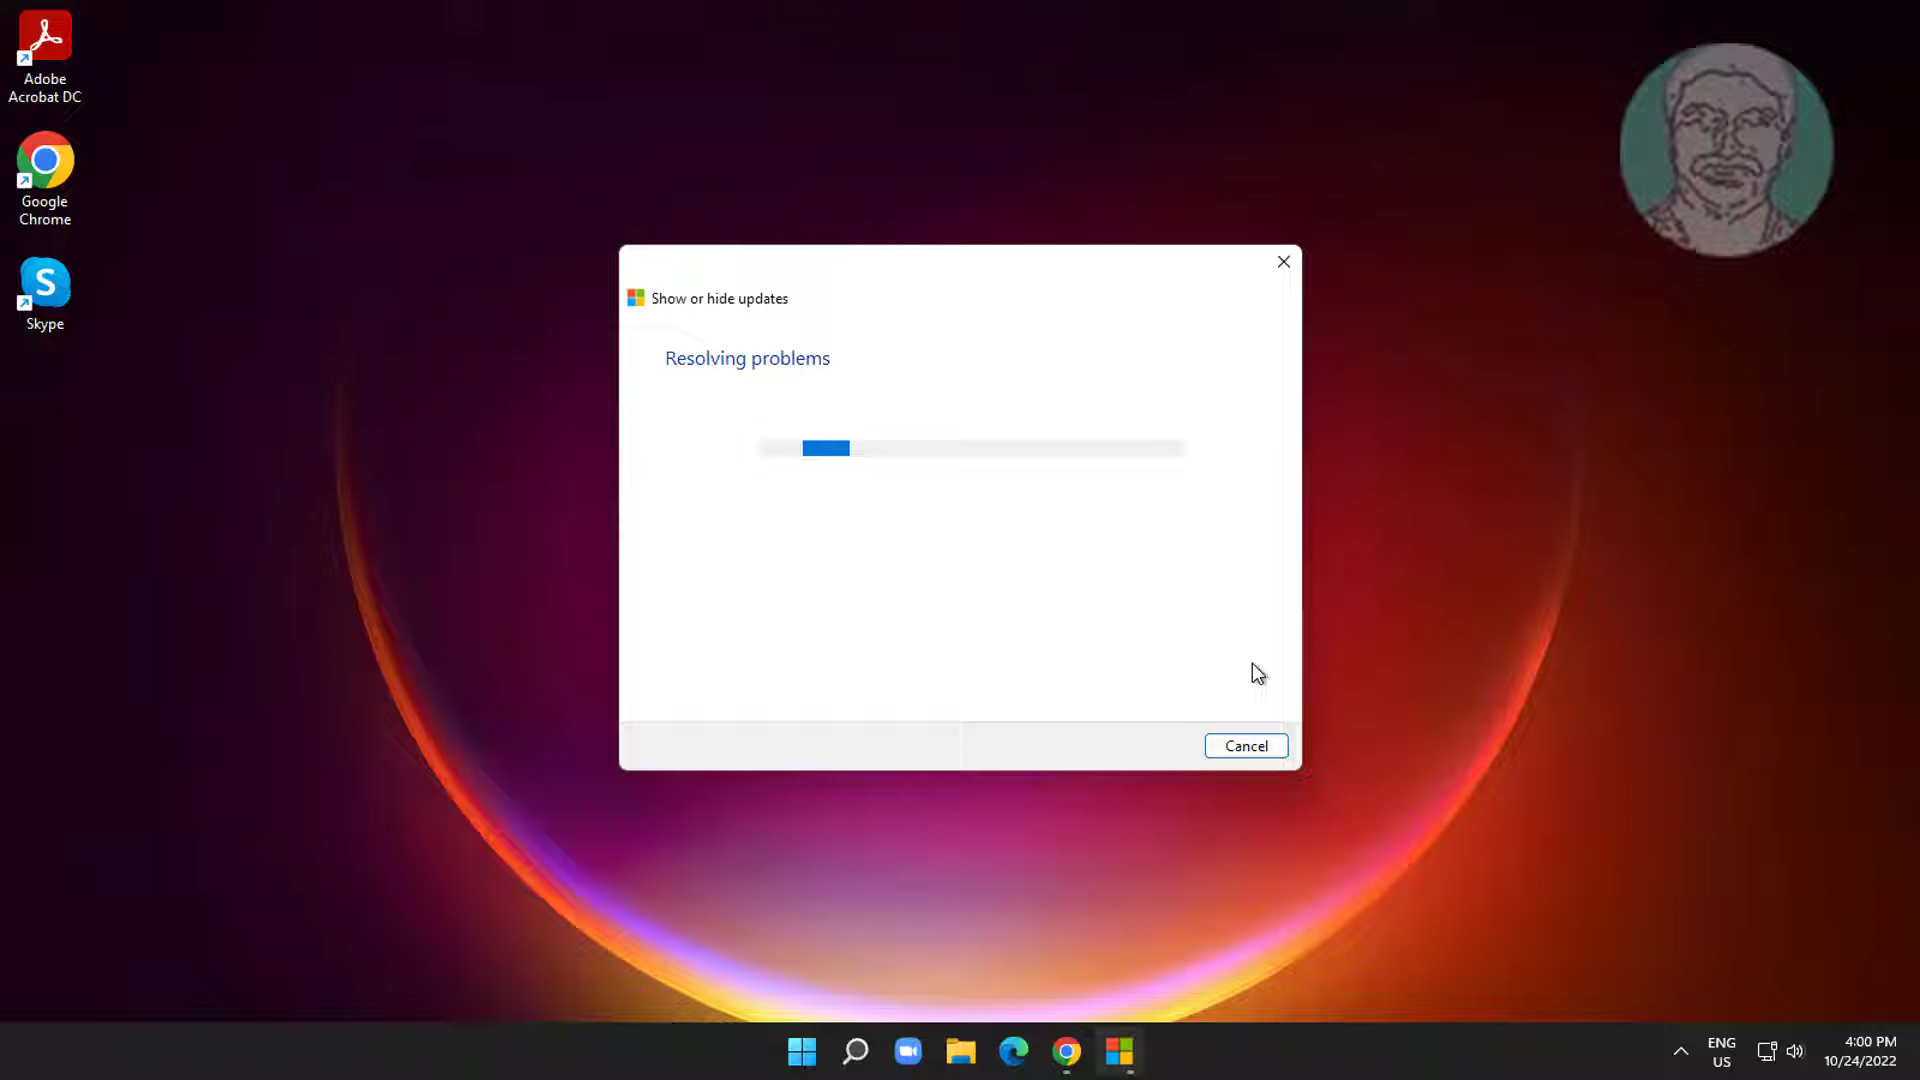 Adobe
Acrobat DC
Google
Chrome
Skype
Show or hide updates
Resolving problems
Cancel
ENG
US
4:00 PM
10/24/2022